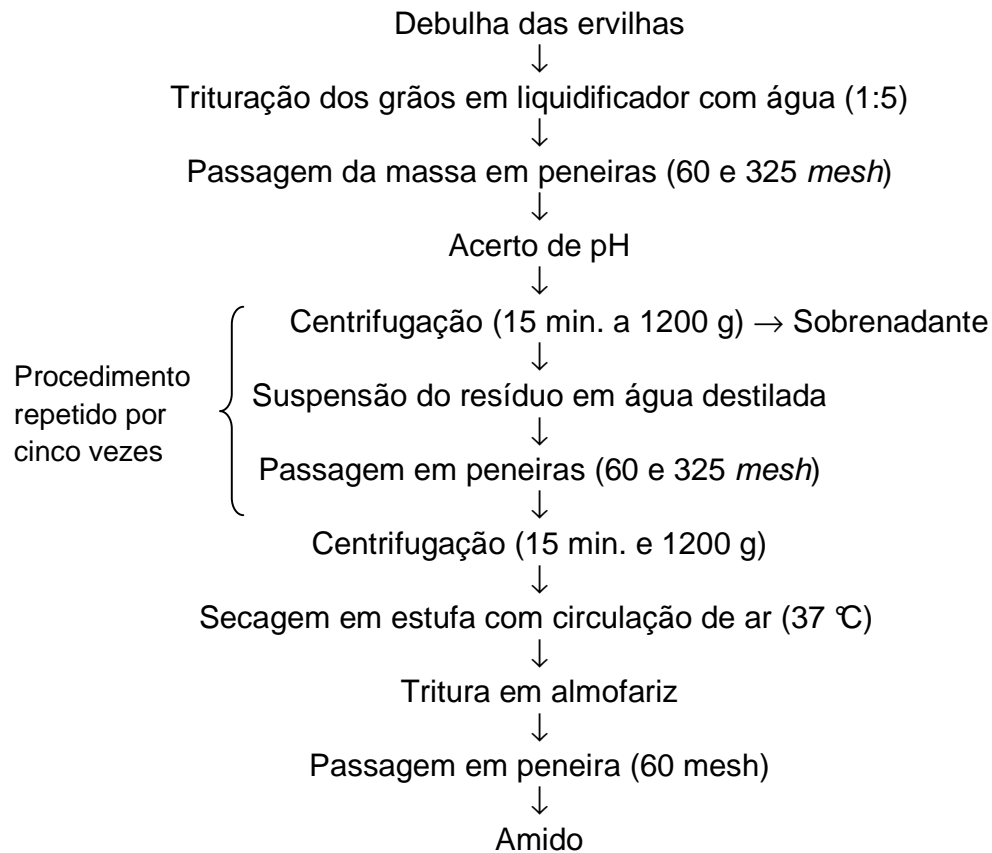 Debulha das ervilhas
↓
Trituração dos grãos em liquidificador com água (1:5)
↓
Passagem da massa em peneiras (60 e 325 mesh)
↓
Acerto de pH
↓
Centrifugação (15 min. a 1200 g) → Sobrenadante
↓
Procedimento
repetido por
cinco vezes
Suspensão do resíduo em água destilada
↓
Passagem em peneiras (60 e 325 mesh)
↓
Centrifugação (15 min. e 1200 g)
↓
Secagem em estufa com circulação de ar (37 ℃)
↓
Tritura em almofariz
↓
Passagem em peneira (60 mesh)
↓
Amido